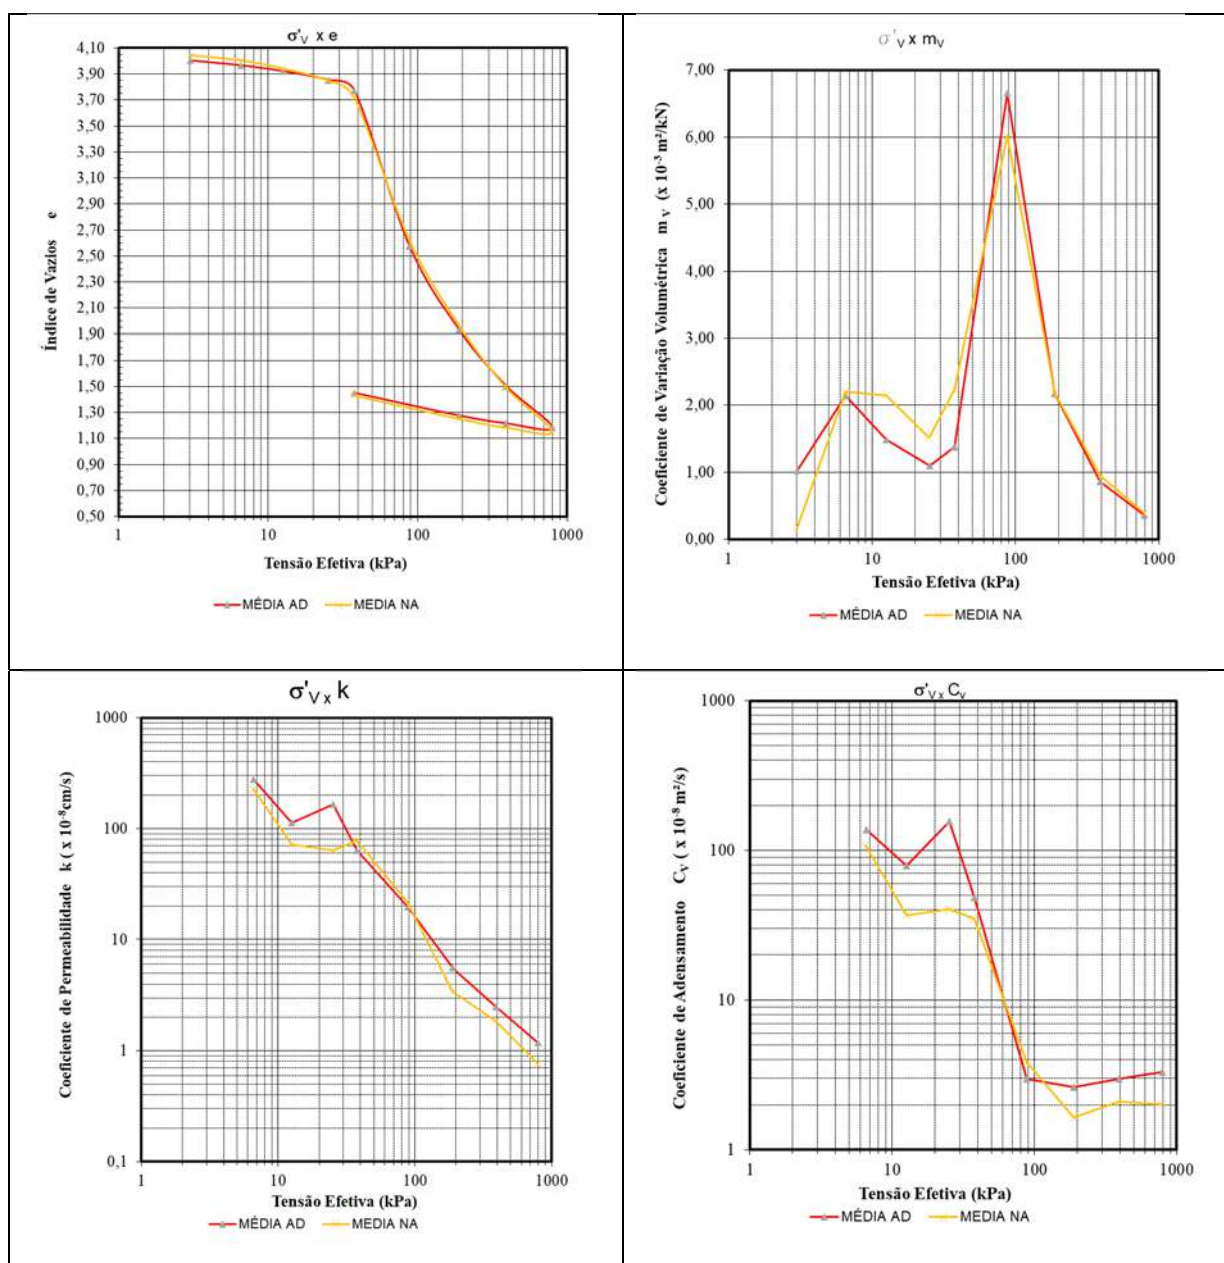 σ'V x e
4,10
3,90
3,70
3,50
3,30
3,10
2,90
2,70
2,50
2,30
2,10
1,90
1,70
1,50
1,30
1,10
0,90
0,70
0,50
Índice de Vazios e
1 10 100 1000
Tensão Efetiva (kPa)
MÉDIA AD MEDIA NA
σ'V x mV
7,00
6,00
5,00
4,00
3,00
2,00
1,00
0,00
Coeficiente de Variação Volumétrica mV (x 10⁻³ m²/kN)
1 10 100 1000
Tensão Efetiva (kPa)
MÉDIA AD MEDIA NA
σ'V x k
1000
100
10
1
0,1
Coeficiente de Permeabilidade k ( x 10⁻⁸cm/s)
1 10 100 1000
Tensão Efetiva (kPa)
MÉDIA AD MEDIA NA
σ'V x Cv
1000
100
10
1
Coeficiente de Adensamento CV ( x 10⁻⁸ m²/s)
1 10 100 1000
Tensão Efetiva (kPa)
MÉDIA AD MEDIA NA